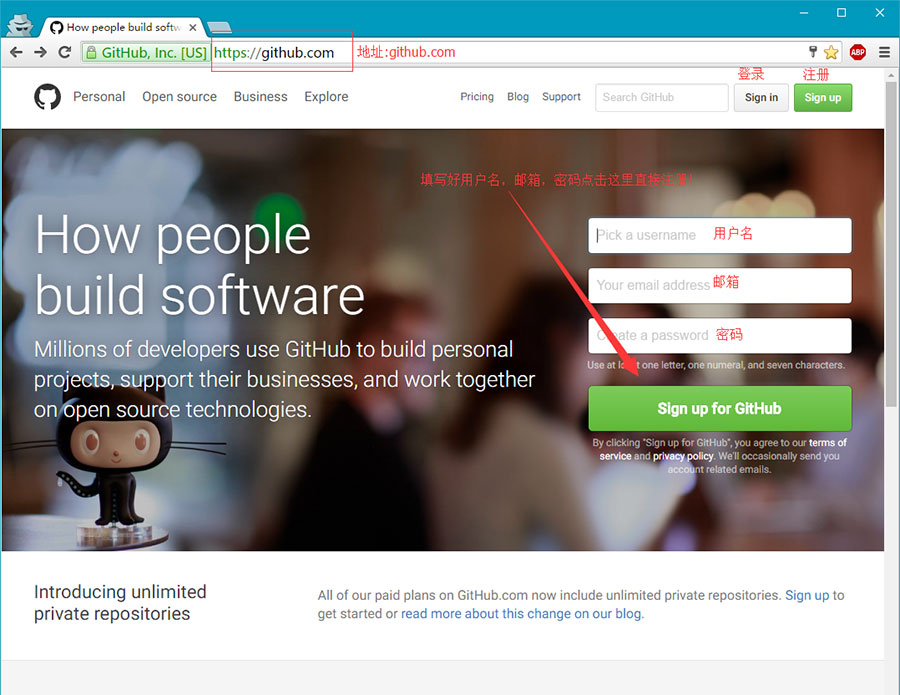 How people build softw
GitHub, Inc. [US]
https://github.com
地址:github.com
ABP
登录
注册
Personal
Open source
Business
Explore
Pricing
Blog
Support
Search GitHub
Sign in
Sign up
填写好用户名，邮箱，密码点击这里直接注册！
How people
build software
Millions of developers use GitHub to build personal
projects, support their businesses, and work together
on open source technologies.
Pick a username
用户名
Your email address
邮箱
Create a password
密码
Use at least one letter, one numeral, and seven characters.
Sign up for GitHub
By clicking "Sign up for GitHub", you agree to our terms of
service and privacy policy. We'll occasionally send you
account related emails.
Introducing unlimited
private repositories
All of our paid plans on GitHub.com now include unlimited private repositories. Sign up to
get started or read more about this change on our blog.